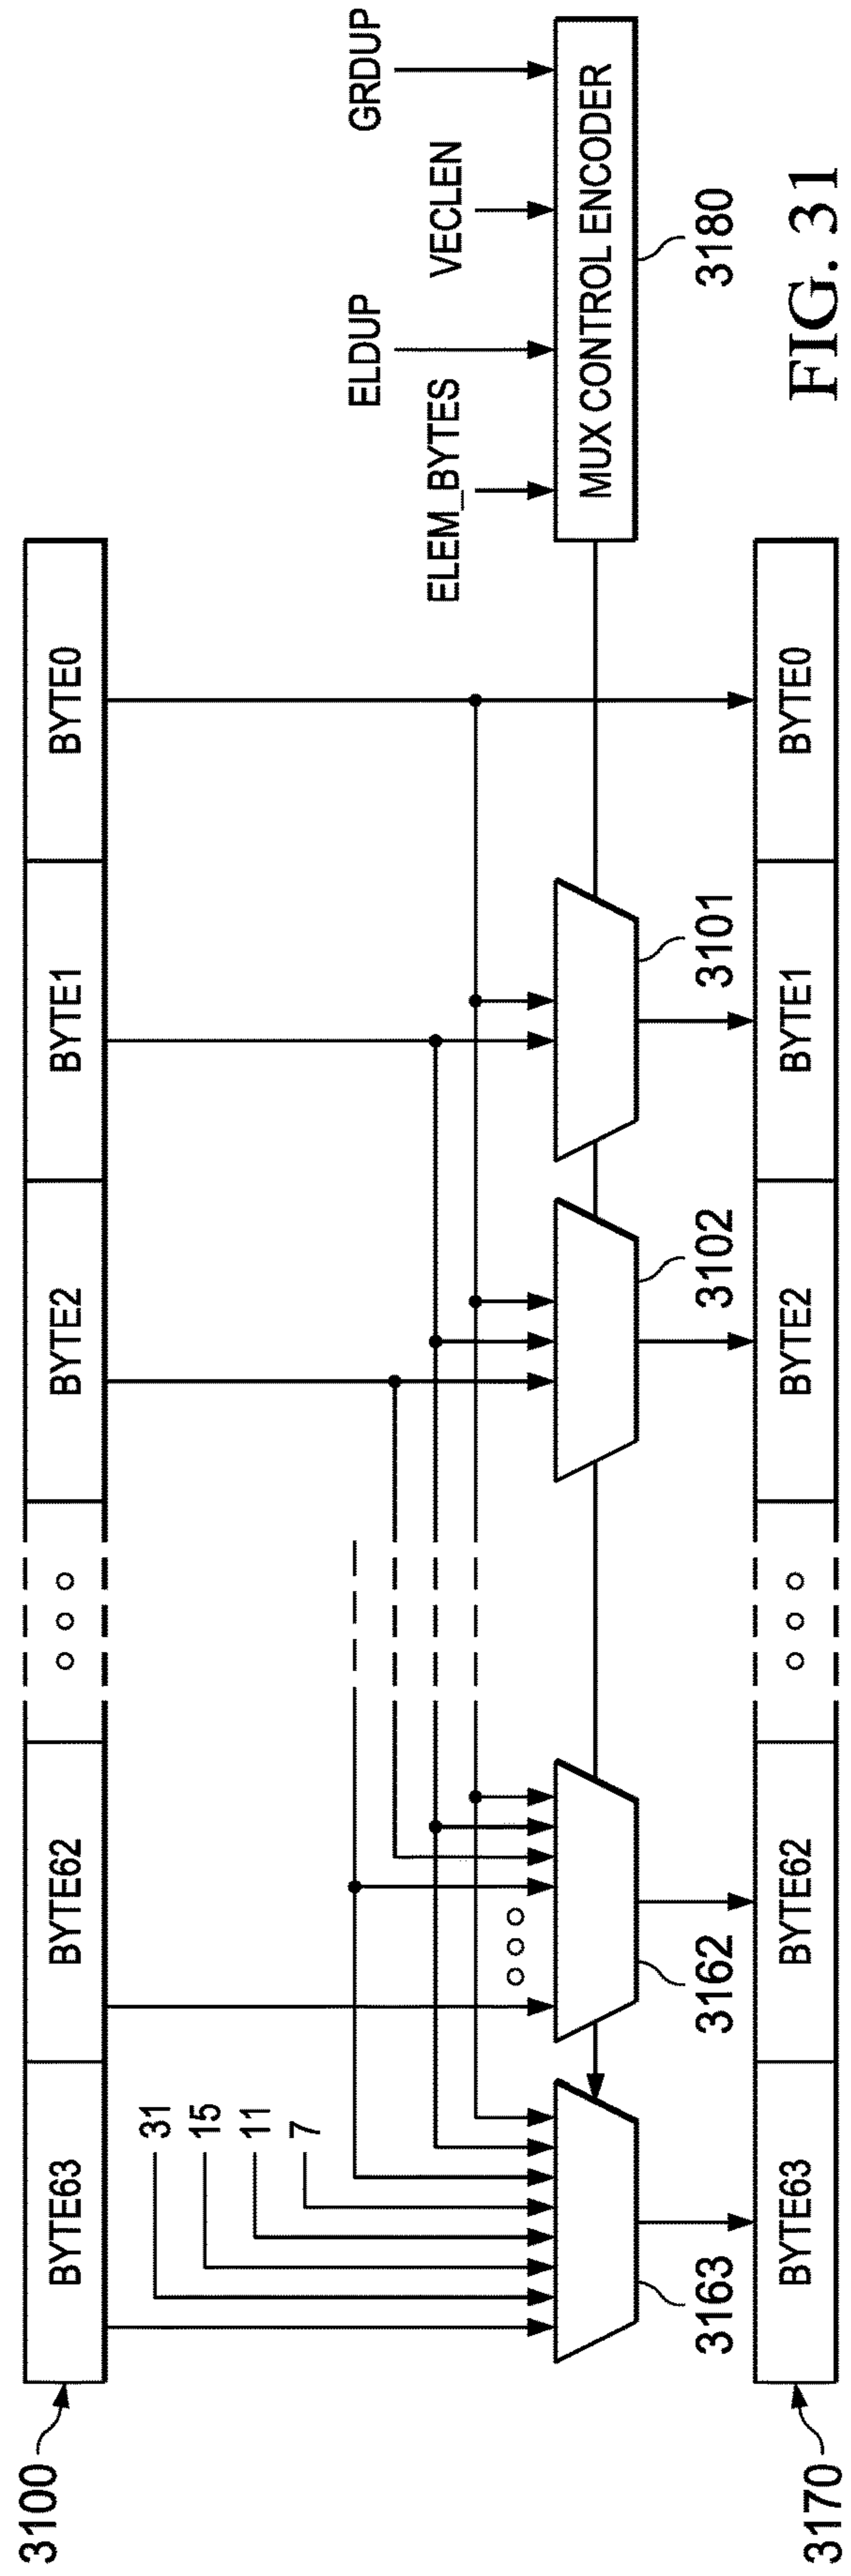 3100
BYTE63
BYTE62
BYTE2
BYTE1
BYTE0
31
15
11
7
ELEM_BYTES
ELDUP
VECLEN
GRDUP
MUX CONTROL ENCODER
3180
3163
3162
3102
3101
3170
BYTE63
BYTE62
BYTE2
BYTE1
BYTE0
FIG. 31